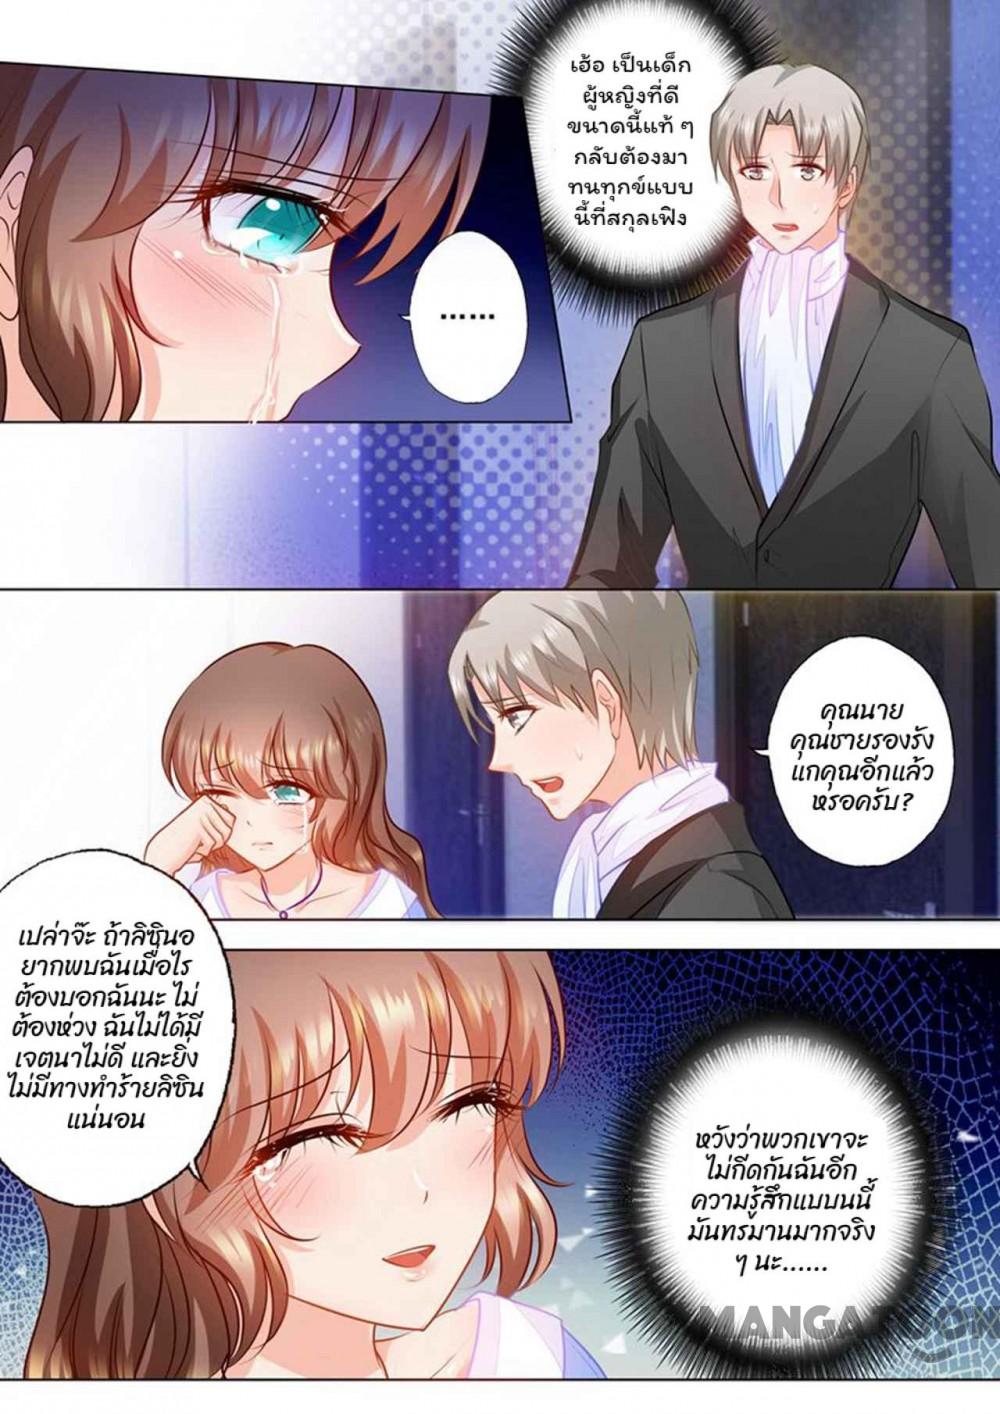 เฮ้อ เป็นเด็ก
ผู้หญิงที่ดี
ขนาดนี้แท้ ๆ
กลับต้องมา
ทนทุกข์แบบ
นี้ที่สกุลเฟิง
......
คุณนาย
คุณชายรองรัง
แกคุณอีกแล้ว
หรอครับ?
เปล่าจ๊ะ ถ้าลิซินอ
ยากพบฉันเมื่อไร
ต้องบอกฉันนะ ไม่
ต้องห่วง ฉันไม่ได้มี
เจตนาไม่ดี และยิ่ง
ไม่มีทางทำร้ายลิซิน
แน่นอน
หวังว่าพวกเขาจะ
ไม่กีดกันฉันอีก
ความรู้สึกแบบนนี้
มันทรมานมากจริง
ๆ นะ......
MANGATOON